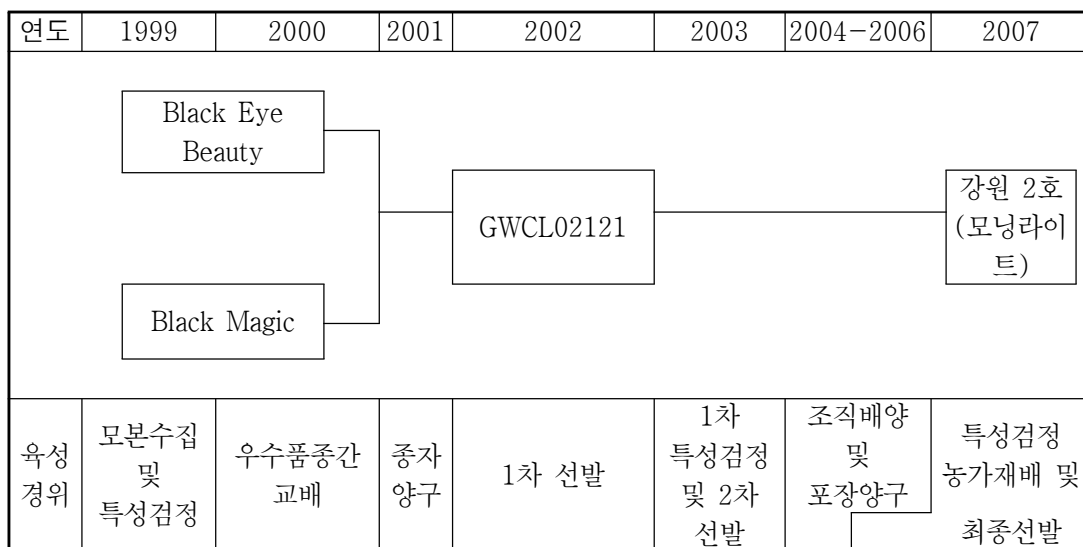 연도 1999 2000 2001 2002 2003 2004-2006 2007
Black Eye
Beauty
Black Magic
GWCL02121
강원 2호
(모닝라이
트)
육성
경위
모본수집
및
특성검정
우수품종간
교배
종자
양구
1차 선발
1차
특성검정
및 2차
선발
조직배양
및
포장양구
특성검정
농가재배 및
최종선발